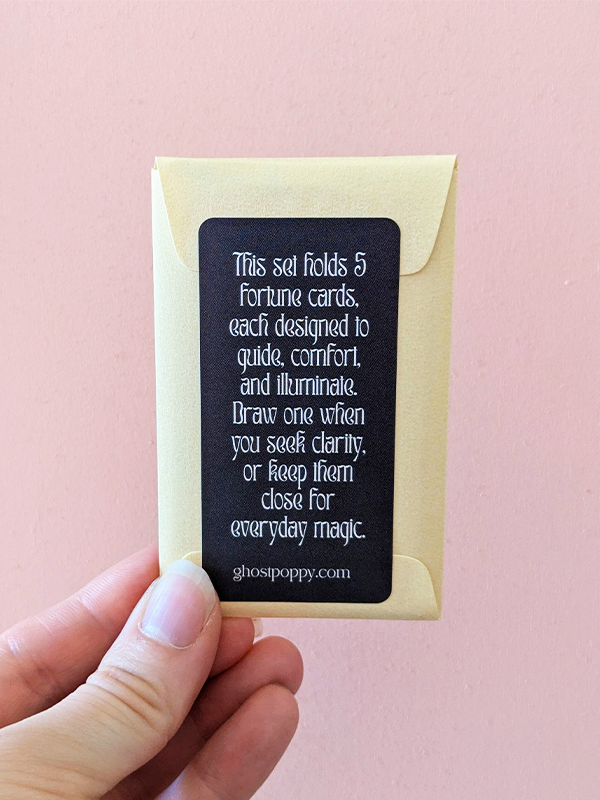 This set holds 5
fortune cards,
each designed to
guide, comfort,
and illuminate.
Draw one when
you seek clarity,
or keep them
close for
everyday magic.
ghostpoppy.com